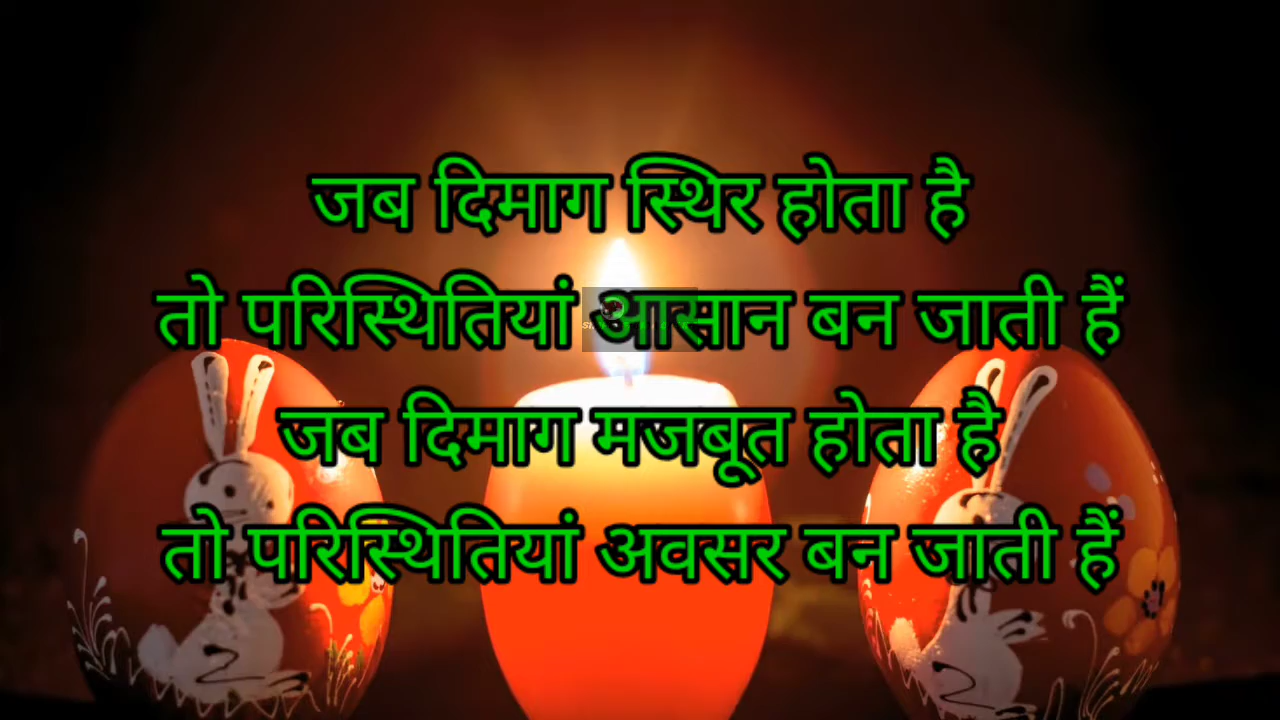 जब दिमाग स्थिर होता है
तो परिस्थितियां आसान बन जाती हैं
जब दिमाग मजबूत होता है
तो परिस्थितियां अवसर बन जाती हैं